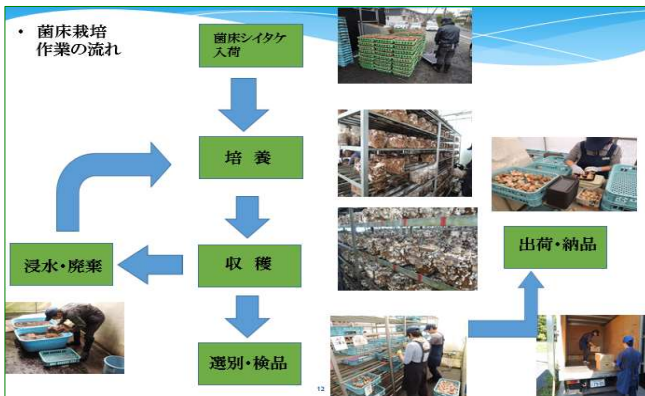 • 菌床栽培
作業の流れ
菌床シイタケ
入荷
培 養
収 穫
浸水・廃棄
選別・検品
出荷・納品
12